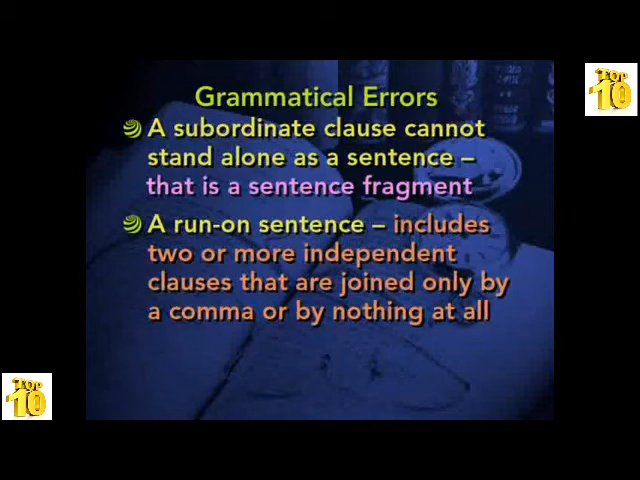 TOP
10
Grammatical Errors
A subordinate clause cannot
stand alone as a sentence –
that is a sentence fragment
A run-on sentence – includes
two or more independent
clauses that are joined only by
a comma or by nothing at all
TOP
10